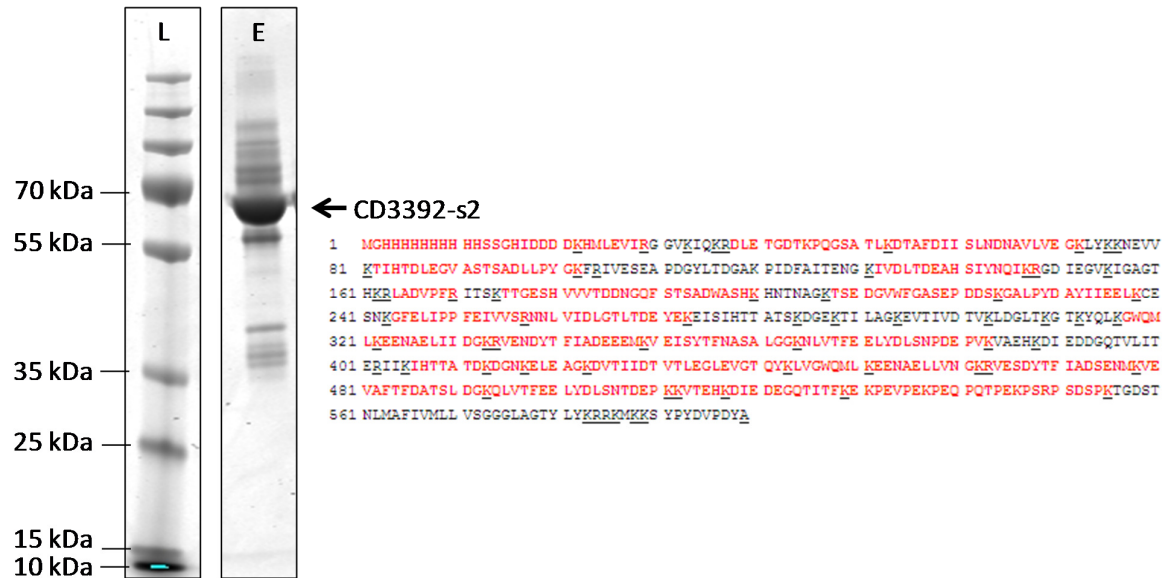 L
E
70 kDa
55 kDa
35 kDa
25 kDa
15 kDa
10 kDa
CD3392-s2
1 MGHHHHHHHH HHSSGHIDDD DKHMLEVIRG GVKIQKRDLE TGDTKPQGSA TLKDTAFDII SLNDNAVLVE GKLYKKNEVV
81 KTIHTDLEGV ASTSADLLPY GKFRIVESEA PDGYLTDGAK PIDFAITENG KIVDLTDEAH SIYNQIKRGD IEGVKIGAGT
161 HKRLADVPFR ITSKTTGESH VVVTDDNGQF STSADWASHK HNTNAGKTSE DGVWFGASEP DDSKGALPYD AYIIEELKCE
241 SNKGFELIPP FEIVVSRNNL VIDLGTLTDE YEKEISIHTT ATSKDGEKTI LAGKEVTIVD TVKLDGLTKG TKYQLKGWQM
321 LKEENAELII DGKRVENDYT FIADEEEMKV EISYTFNASA LGGKNLVTFE ELYDLSNPDE PVKVAEHKDI EDDGQTVLIT
401 ERIIKIHTTA TDKDGNKELE AGKDVTIIDT VTLEGLEVGT QYKLVGWQML KEENAELLVN GKRVESDYTF IADSENMKVE
481 VAFTFDATSL DGKQLVTFEE LYDLSNTDEP KKVTEHKDIE DEGQTITFKE KPEVPEKPEQ PQTPEKPSRP SDSPKTGDST
561 NLMAFIVMLL VSGGGLAGTY LYKRRKMKKS YPYDVPDYA